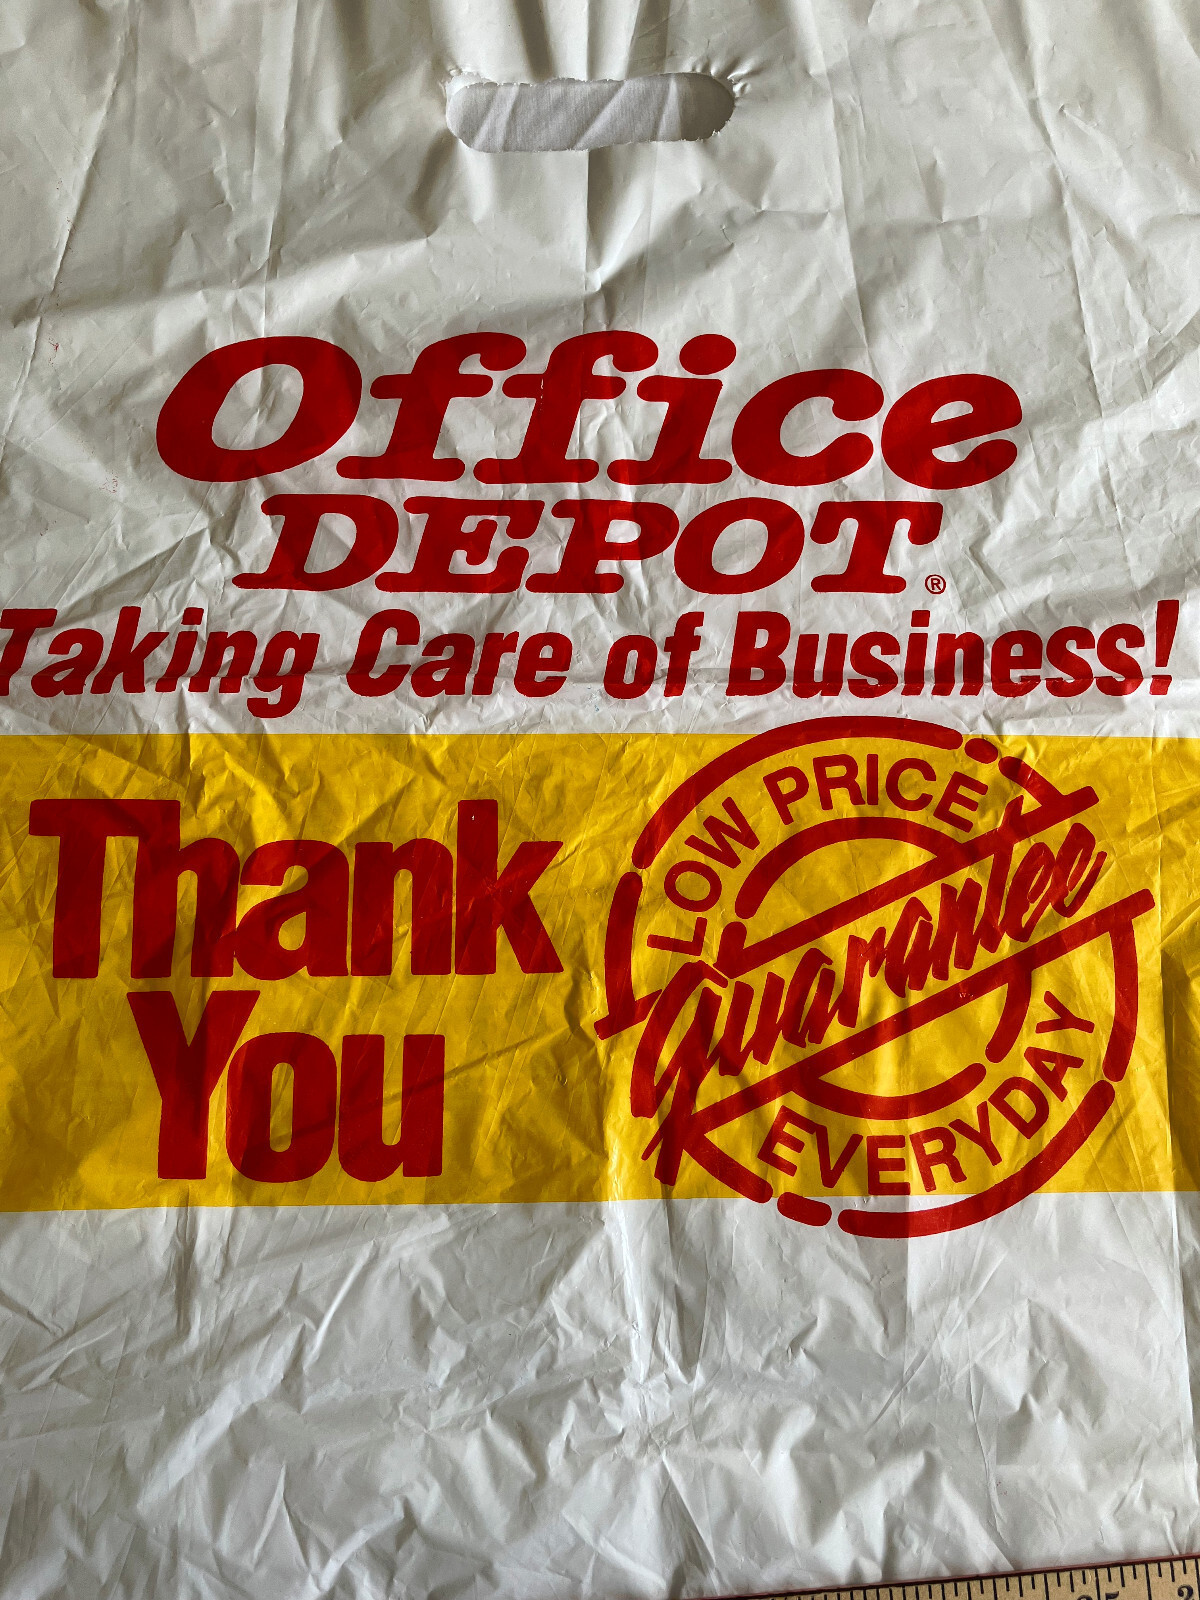 Office
DEPOT®
Taking Care of Business!
Thank
You
LOW PRICE
guarantee
EVERYDAY